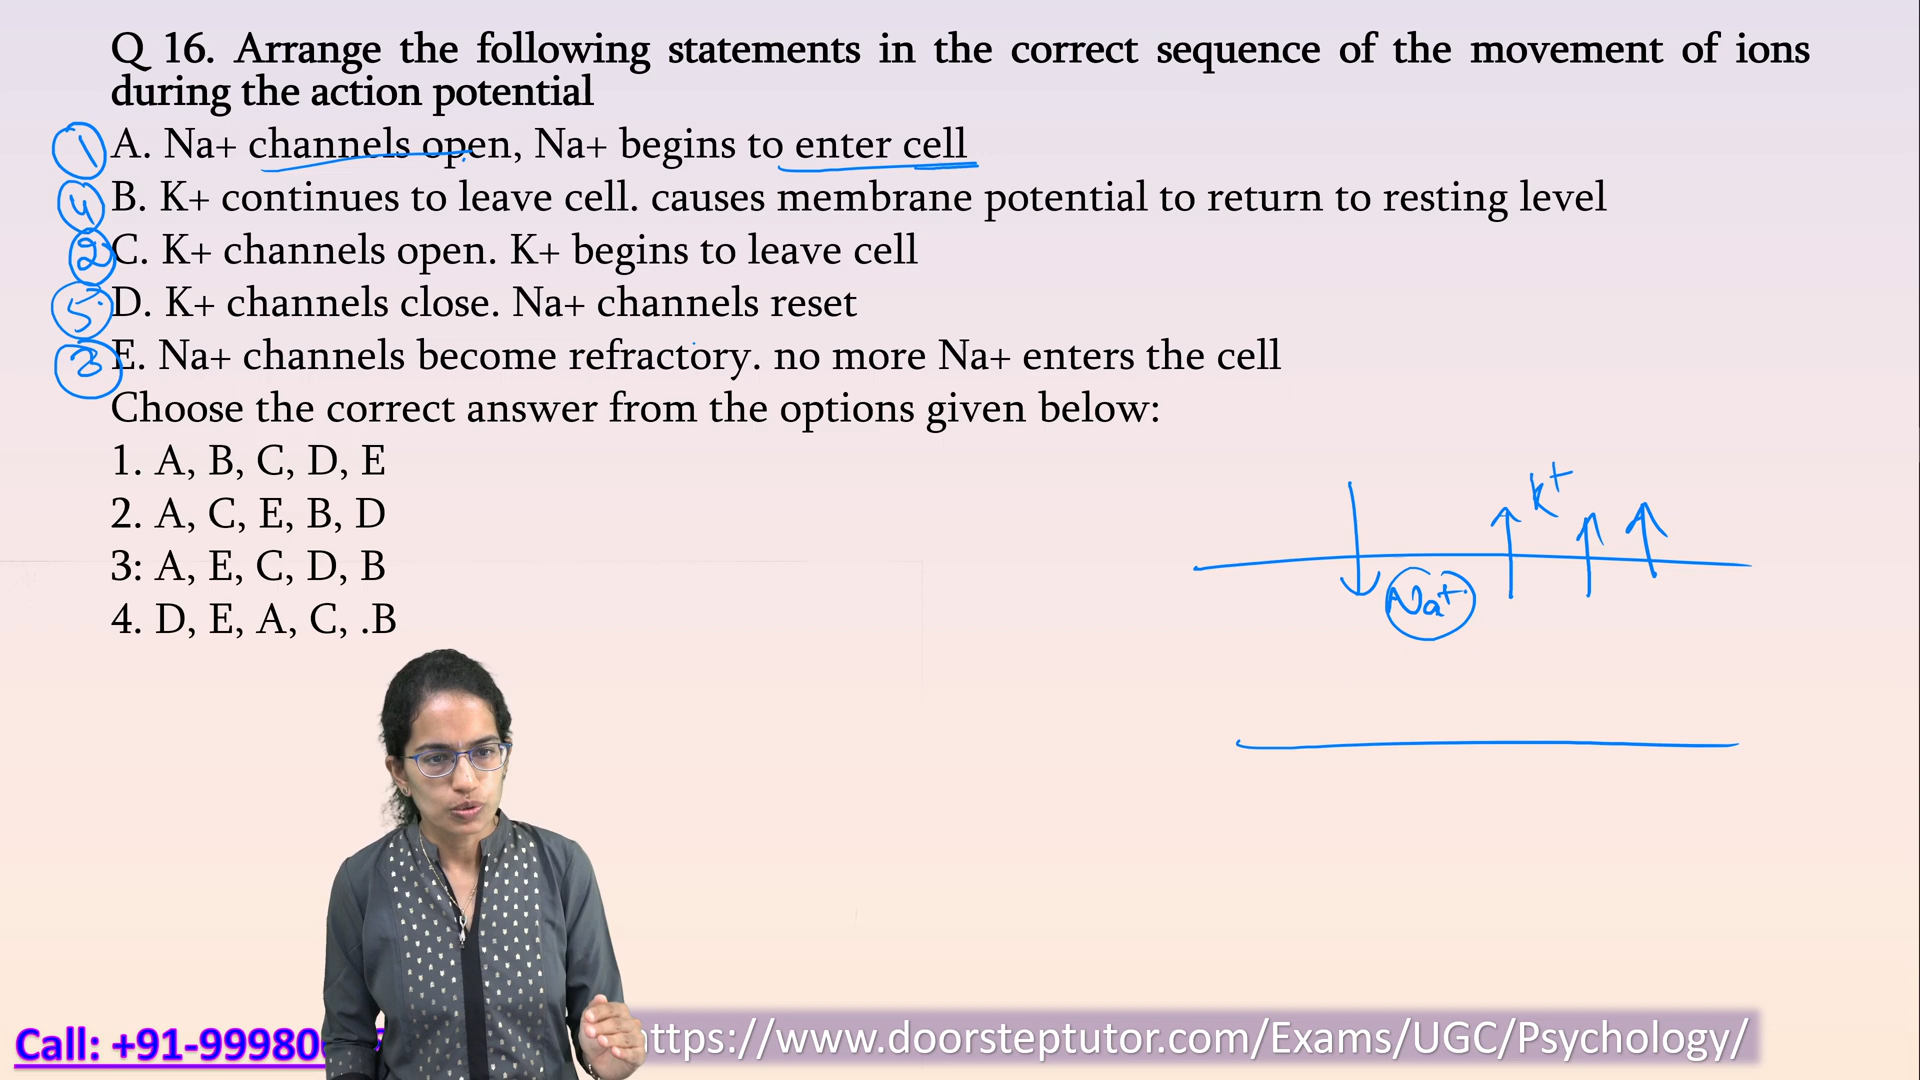 Q 16. Arrange the following statements in the correct sequence of the movement of ions
during the action potential
1 A. Na+ channels open, Na+ begins to enter cell
4 B. K+ continues to leave cell. causes membrane potential to return to resting level
2 C. K+ channels open. K+ begins to leave cell
5 D. K+ channels close. Na+ channels reset
3 E. Na+ channels become refractory. no more Na+ enters the cell
Choose the correct answer from the options given below:
1. A, B, C, D, E
2. A, C, E, B, D
3: A, E, C, D, B
4. D, E, A, C, .B
K+
Na+
Call: +91-99980
ttps://www.doorsteptutor.com/Exams/UGC/Psychology/